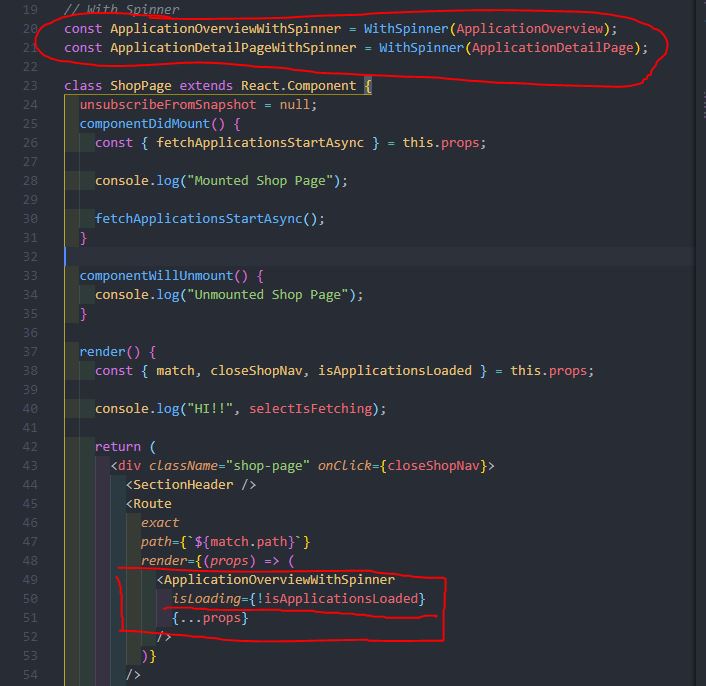 19 // With Spinner
20 const ApplicationOverviewWithSpinner = WithSpinner(ApplicationOverview);
21 const ApplicationDetailPageWithSpinner = WithSpinner(ApplicationDetailPage);
22
23 class ShopPage extends React.Component {
24 unsubscribeFromSnapshot = null;
25 componentDidMount() {
26 const { fetchApplicationsStartAsync } = this.props;
27
28 console.log("Mounted Shop Page");
29
30 fetchApplicationsStartAsync();
31 }
32
33 componentWillUnmount() {
34 console.log("Unmounted Shop Page");
35 }
36
37 render() {
38 const { match, closeShopNav, isApplicationsLoaded } = this.props;
39
40 console.log("HI!!", selectIsFetching);
41
42 return (
43 <div className="shop-page" onClick={closeShopNav}>
44 <SectionHeader />
45 <Route
46 exact
47 path={`${match.path}`}
48 render={(props) => (
49 <ApplicationOverviewWithSpinner
50 isLoading={!isApplicationsLoaded}
51 {...props}
52 />
53 )}
54 />